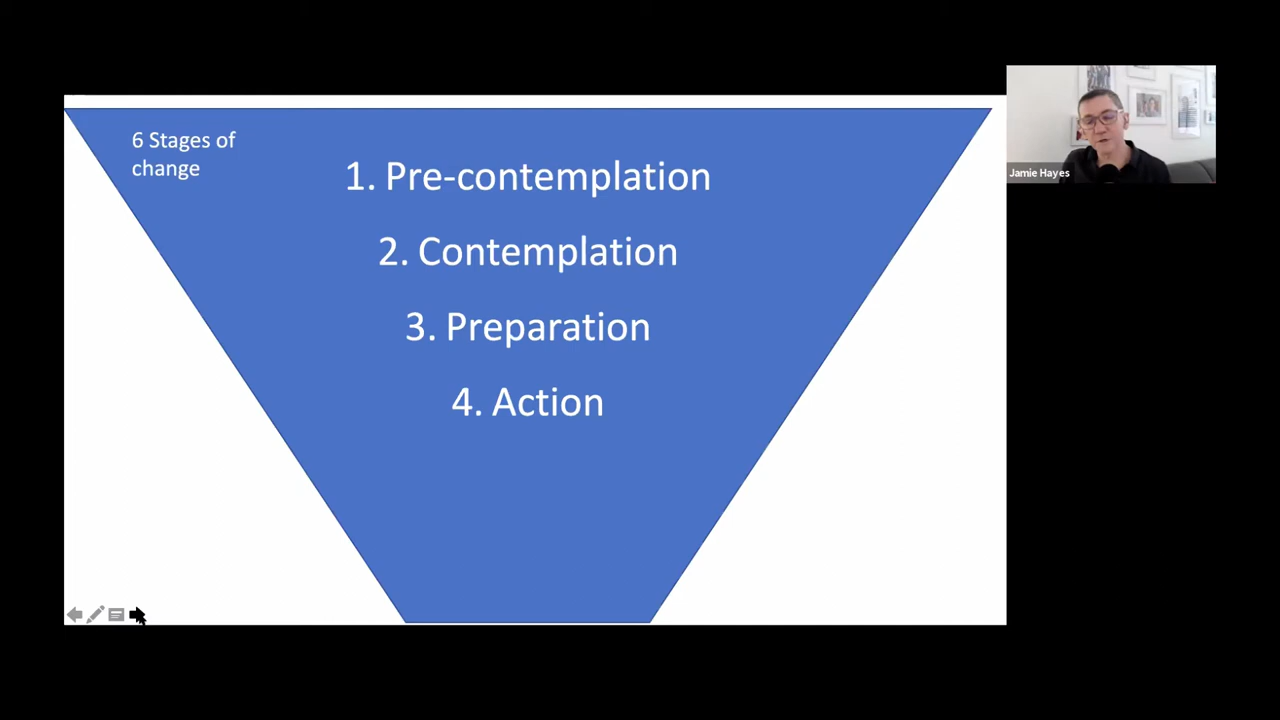 6 Stages of
change
1. Pre-contemplation
2. Contemplation
3. Preparation
4. Action
Jamie Hayes